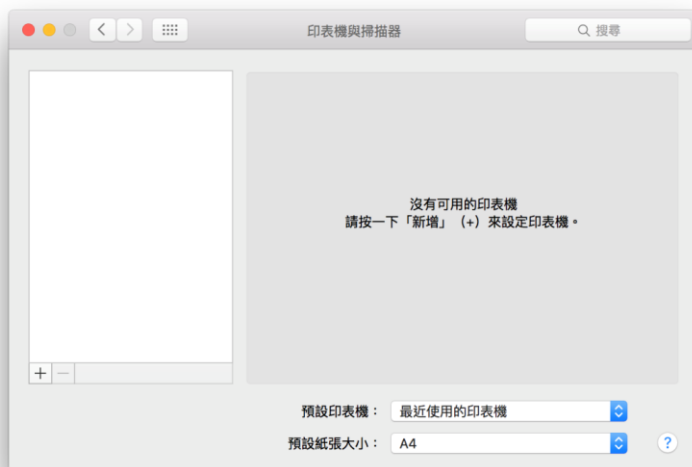 印表機與掃描器
搜尋
沒有可用的印表機
請按一下「新增」(+) 來設定印表機。
預設印表機： 最近使用的印表機
預設紙張大小： A4
?